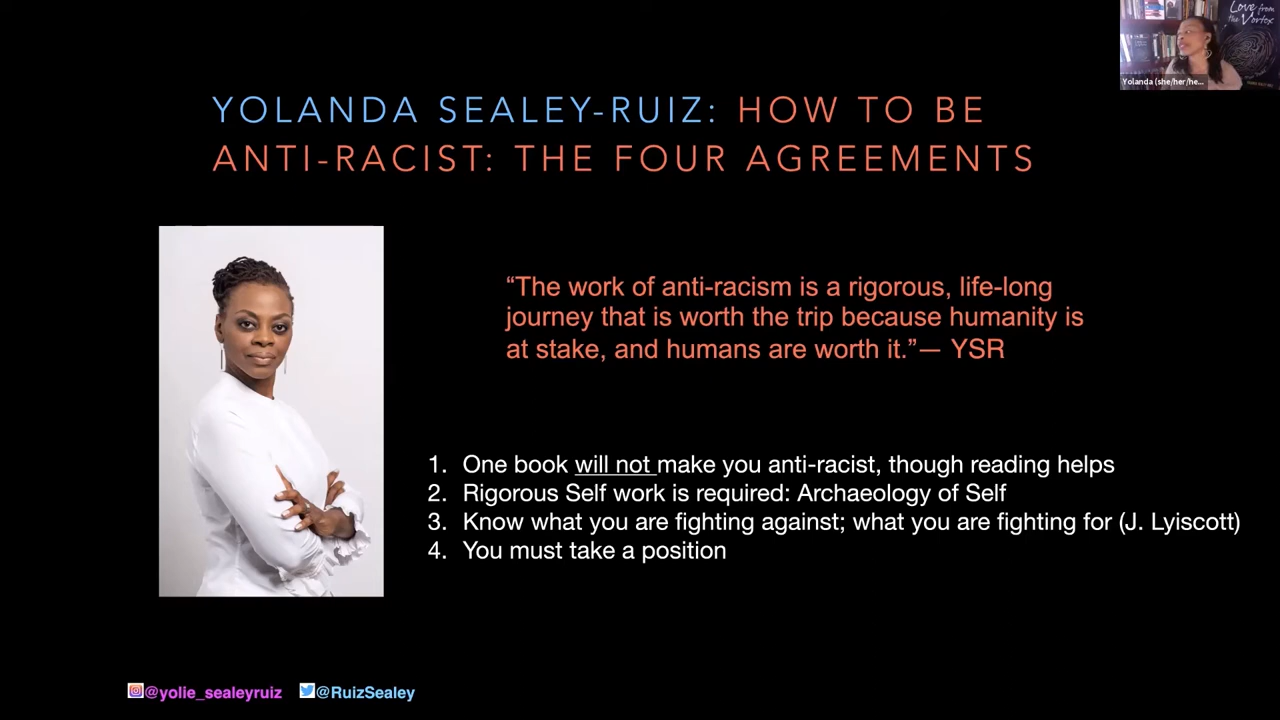 Love from
the Vortex
Yolanda (she/her/he...
YOLANDA SEALEY-RUIZ: HOW TO BE
ANTI-RACIST: THE FOUR AGREEMENTS
“The work of anti-racism is a rigorous, life-long
journey that is worth the trip because humanity is
at stake, and humans are worth it.”— YSR
1. One book will not make you anti-racist, though reading helps
2. Rigorous Self work is required: Archaeology of Self
3. Know what you are fighting against; what you are fighting for (J. Lyiscott)
4. You must take a position
@yolie_sealeyruiz @RuizSealey